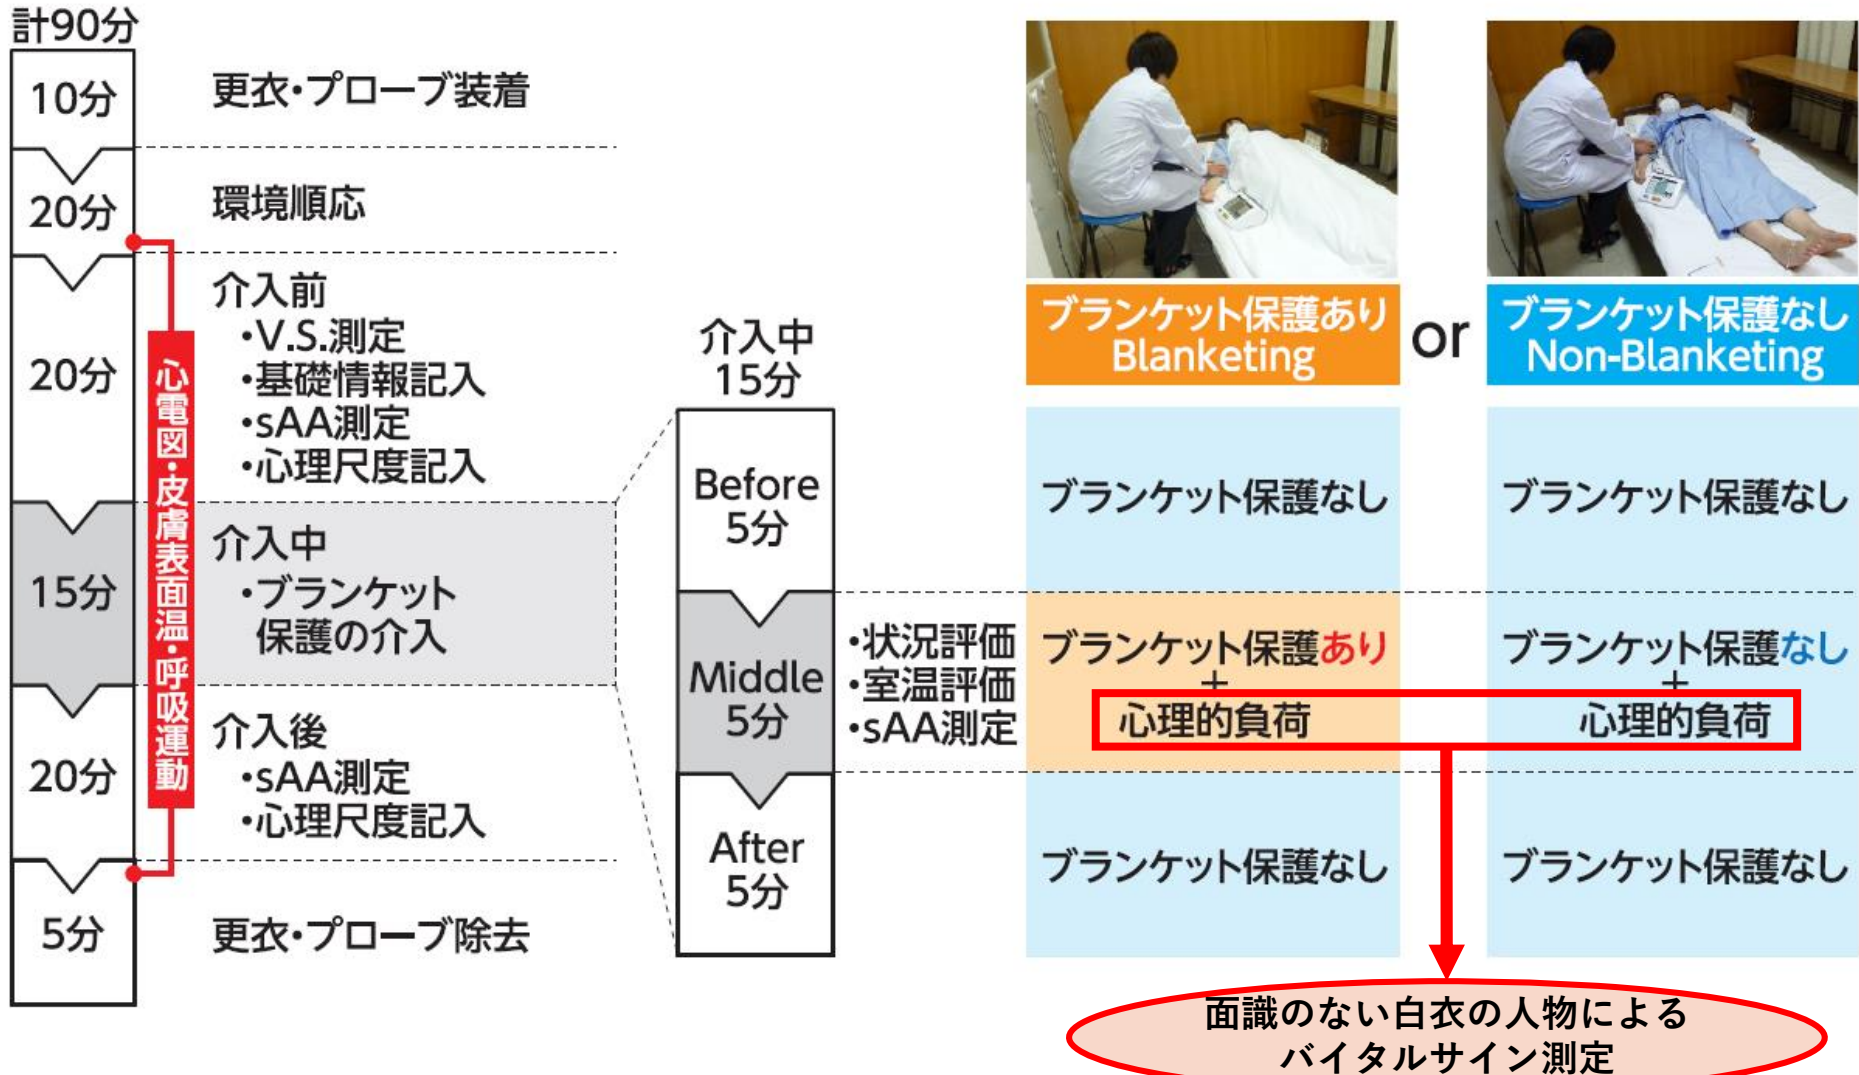 計90分
10分
更衣・プローブ装着
20分
環境順応
20分
介入前
・V.S.測定
・基礎情報記入
・sAA測定
・心理尺度記入
15分
介入中
・ブランケット
保護の介入
20分
介入後
・sAA測定
・心理尺度記入
5分
更衣・プローブ除去
心電図・皮膚表面温・呼吸運動
介入中
15分
Before
5分
Middle
5分
After
5分
・状況評価
・室温評価
・sAA測定
ブランケット保護あり
Blanketing
or
ブランケット保護なし
Non-Blanketing
ブランケット保護なし
ブランケット保護なし
ブランケット保護あり
+
心理的負荷
ブランケット保護なし
+
心理的負荷
ブランケット保護なし
ブランケット保護なし
面識のない白衣の人物による
バイタルサイン測定